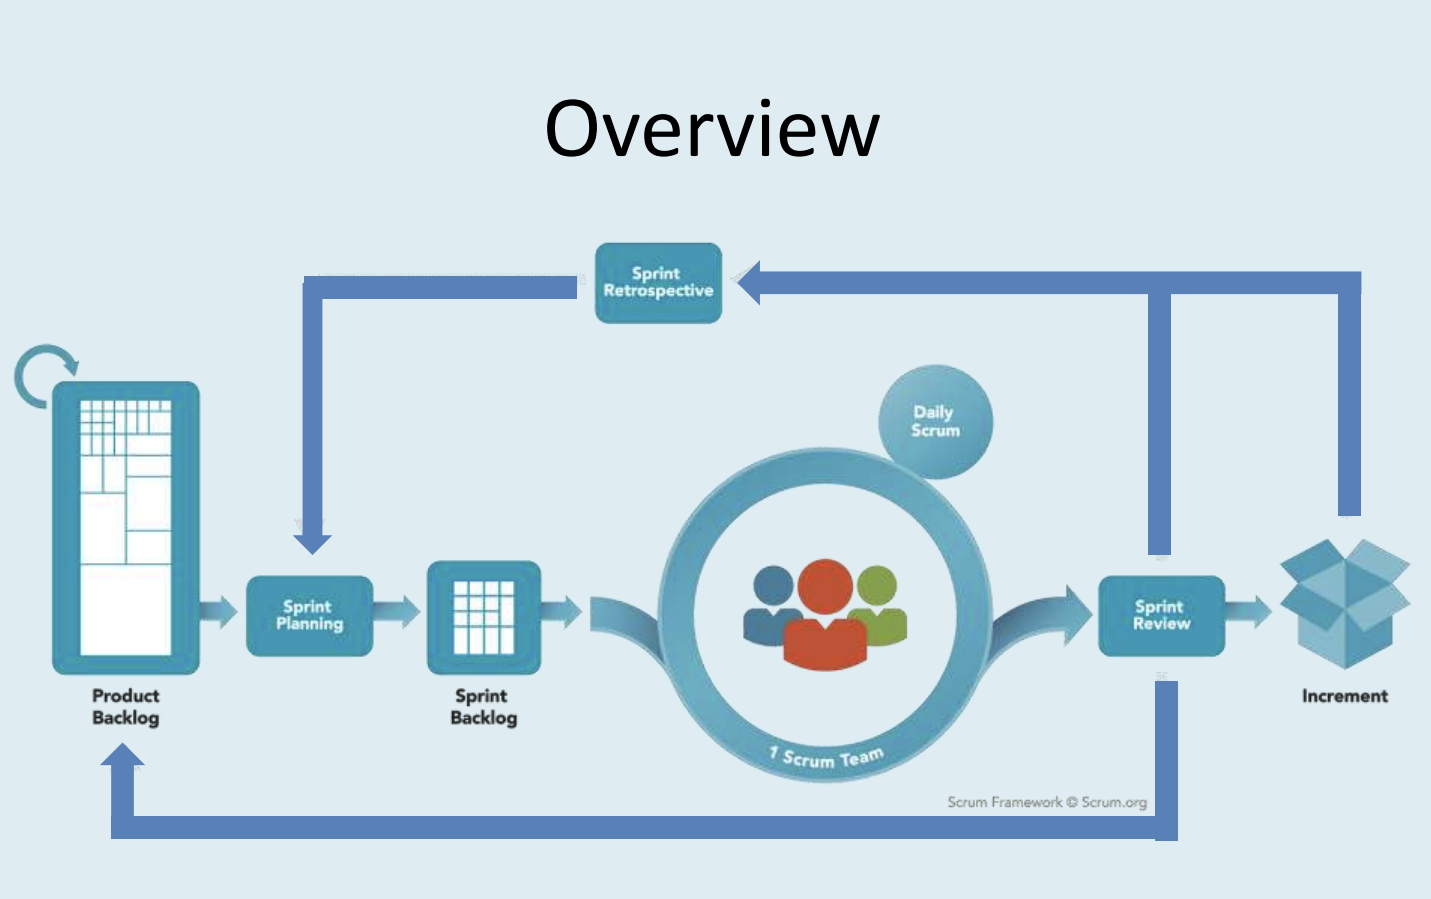 Overview
Sprint
Retrospective
Daily
Scrum
Sprint
Planning
Sprint
Review
Product
Backlog
Sprint
Backlog
Increment
1 Scrum Team
Scrum Framework © Scrum.org